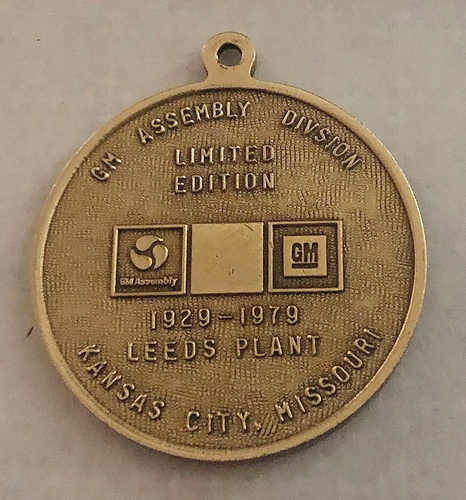 GM ASSEMBLY DIVSION
LIMITED
EDITION
GM Assembly
GM
1929-1979
LEEDS PLANT
KANSAS CITY, MISSOURI